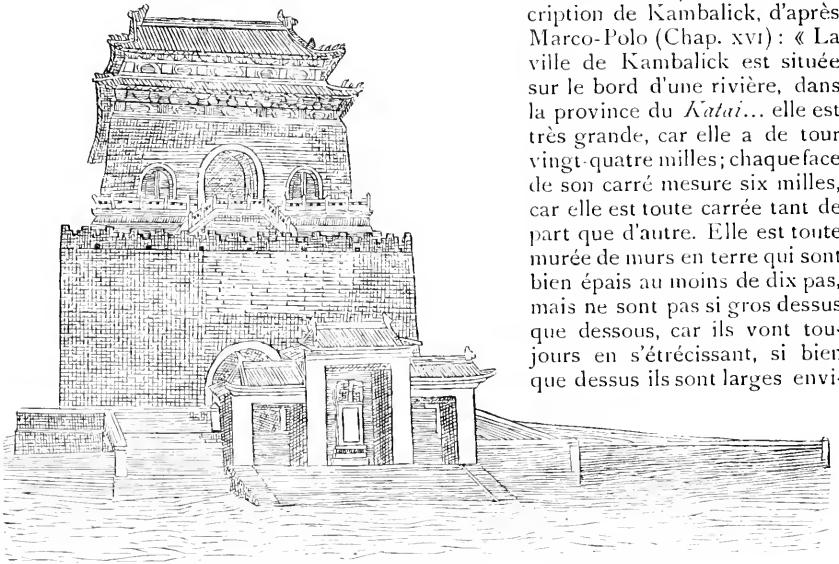 cription de Kambalick, d'après
Marco-Polo (Chap. XVI) : « La
ville de Kambalick est située
sur le bord d'une rivière, dans
la province du Katai... elle est
très grande, car elle a de tour
vingt-quatre milles; chaque face
de son carré mesure six milles,
car elle est toute carrée tant de
part que d'autre. Elle est toute
murée de murs en terre qui sont
bien épais au moins de dix pas,
mais ne sont pas si gros dessus
que dessous, car ils vont tou-
jours en s'étrécissant, si bien
que dessus ils sont larges envi-